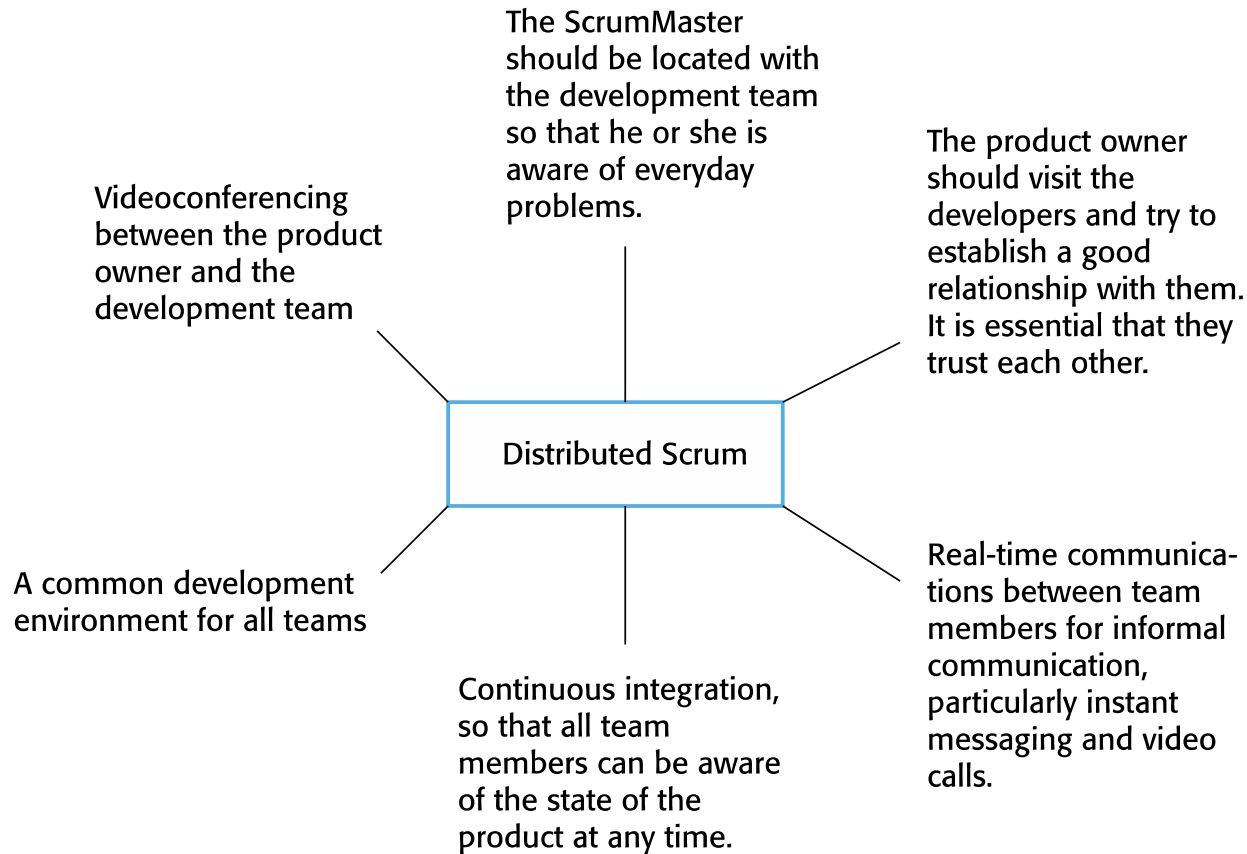 The ScrumMaster
should be located with
the development team
so that he or she is
aware of everyday
problems.
The product owner
should visit the
developers and try to
establish a good
relationship with them.
It is essential that they
trust each other.
Videoconferencing
between the product
owner and the
development team
Distributed Scrum
A common development
environment for all teams
Real-time communica-
tions between team
members for informal
communication,
particularly instant
messaging and video
calls.
Continuous integration,
so that all team
members can be aware
of the state of the
product at any time.